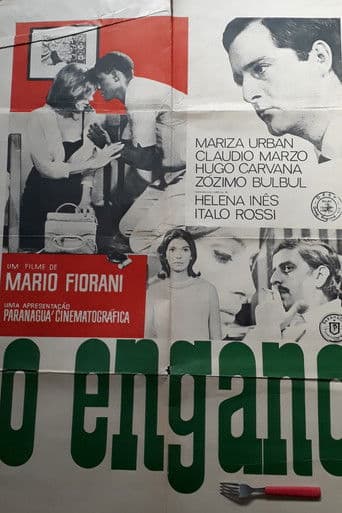 MARIZA URBAN
CLAUDIO MARZO
HUGO CARVANA
ZÓZIMO BULBUL
HELENA INÊS
ITALO ROSSI
UM FILME DE
MARIO FIORANI
UMA APRESENTAÇÃO
PARANAGUÁ CINEMATOGRÁFICA
o engano